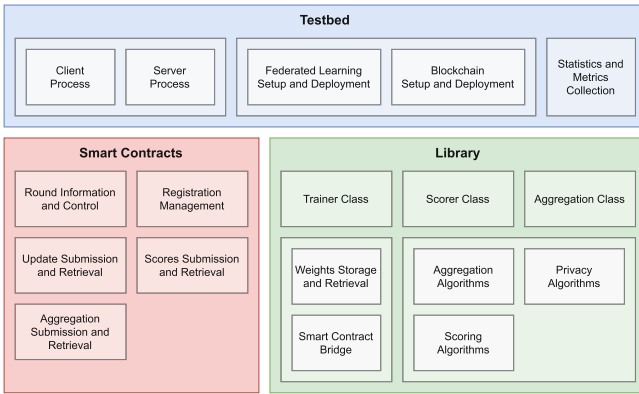 Testbed
Client
Process
Server
Process
Federated Learning
Setup and Deployment
Blockchain
Setup and Deployment
Statistics and
Metrics
Collection
Smart Contracts
Round Information
and Control
Registration
Management
Update Submission
and Retrieval
Scores Submission
and Retrieval
Aggregation
Submission and
Retrieval
Library
Trainer Class
Scorer Class
Aggregation Class
Weights Storage
and Retrieval
Smart Contract
Bridge
Aggregation
Algorithms
Privacy
Algorithms
Scoring
Algorithms